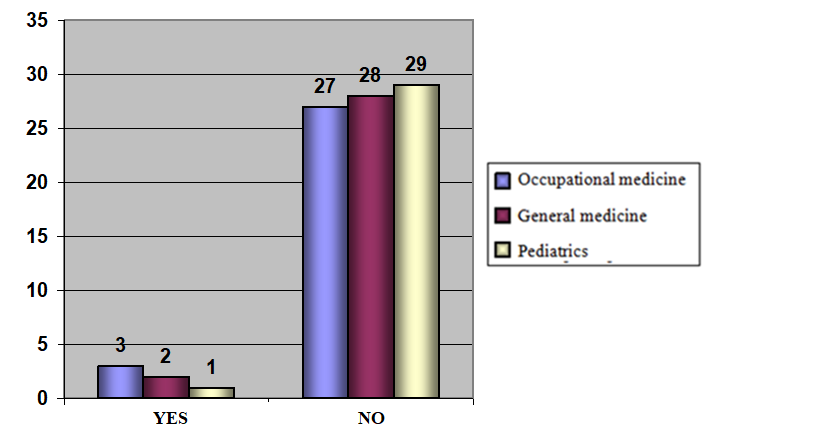 35
30
25
20
15
10
5
0
3
2
1
27
28
29
YES
NO
Occupational medicine
General medicine
Pediatrics